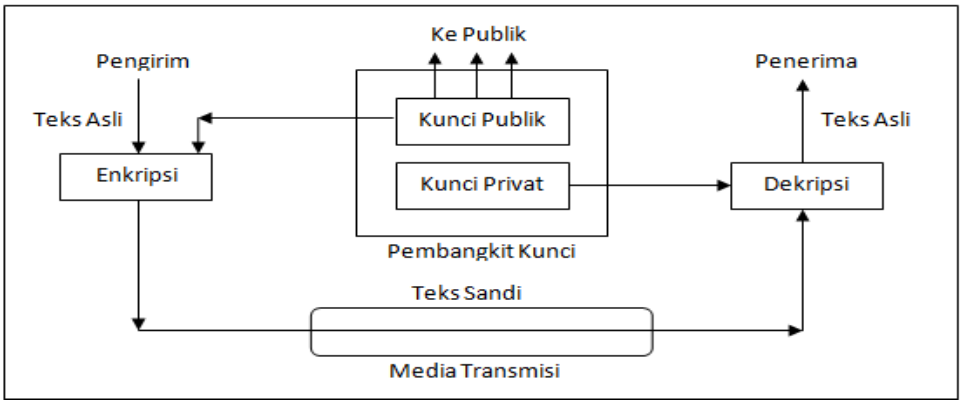 Ke Publik
Pengirim
Penerima
Teks Asli
Kunci Publik
Teks Asli
Enkripsi
Kunci Privat
Dekripsi
Pembangkit Kunci
Teks Sandi
Media Transmisi